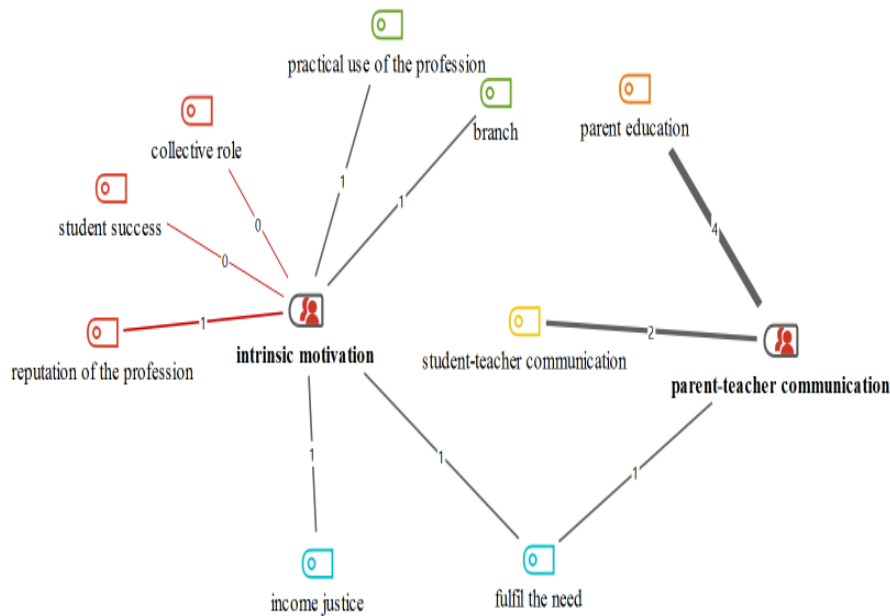 practical use of the profession
branch
parent education
collective role
student success
1
1
0
0
4
1
2
reputation of the profession
intrinsic motivation
student-teacher communication
parent-teacher communication
1
1
1
income justice
fulfil the need